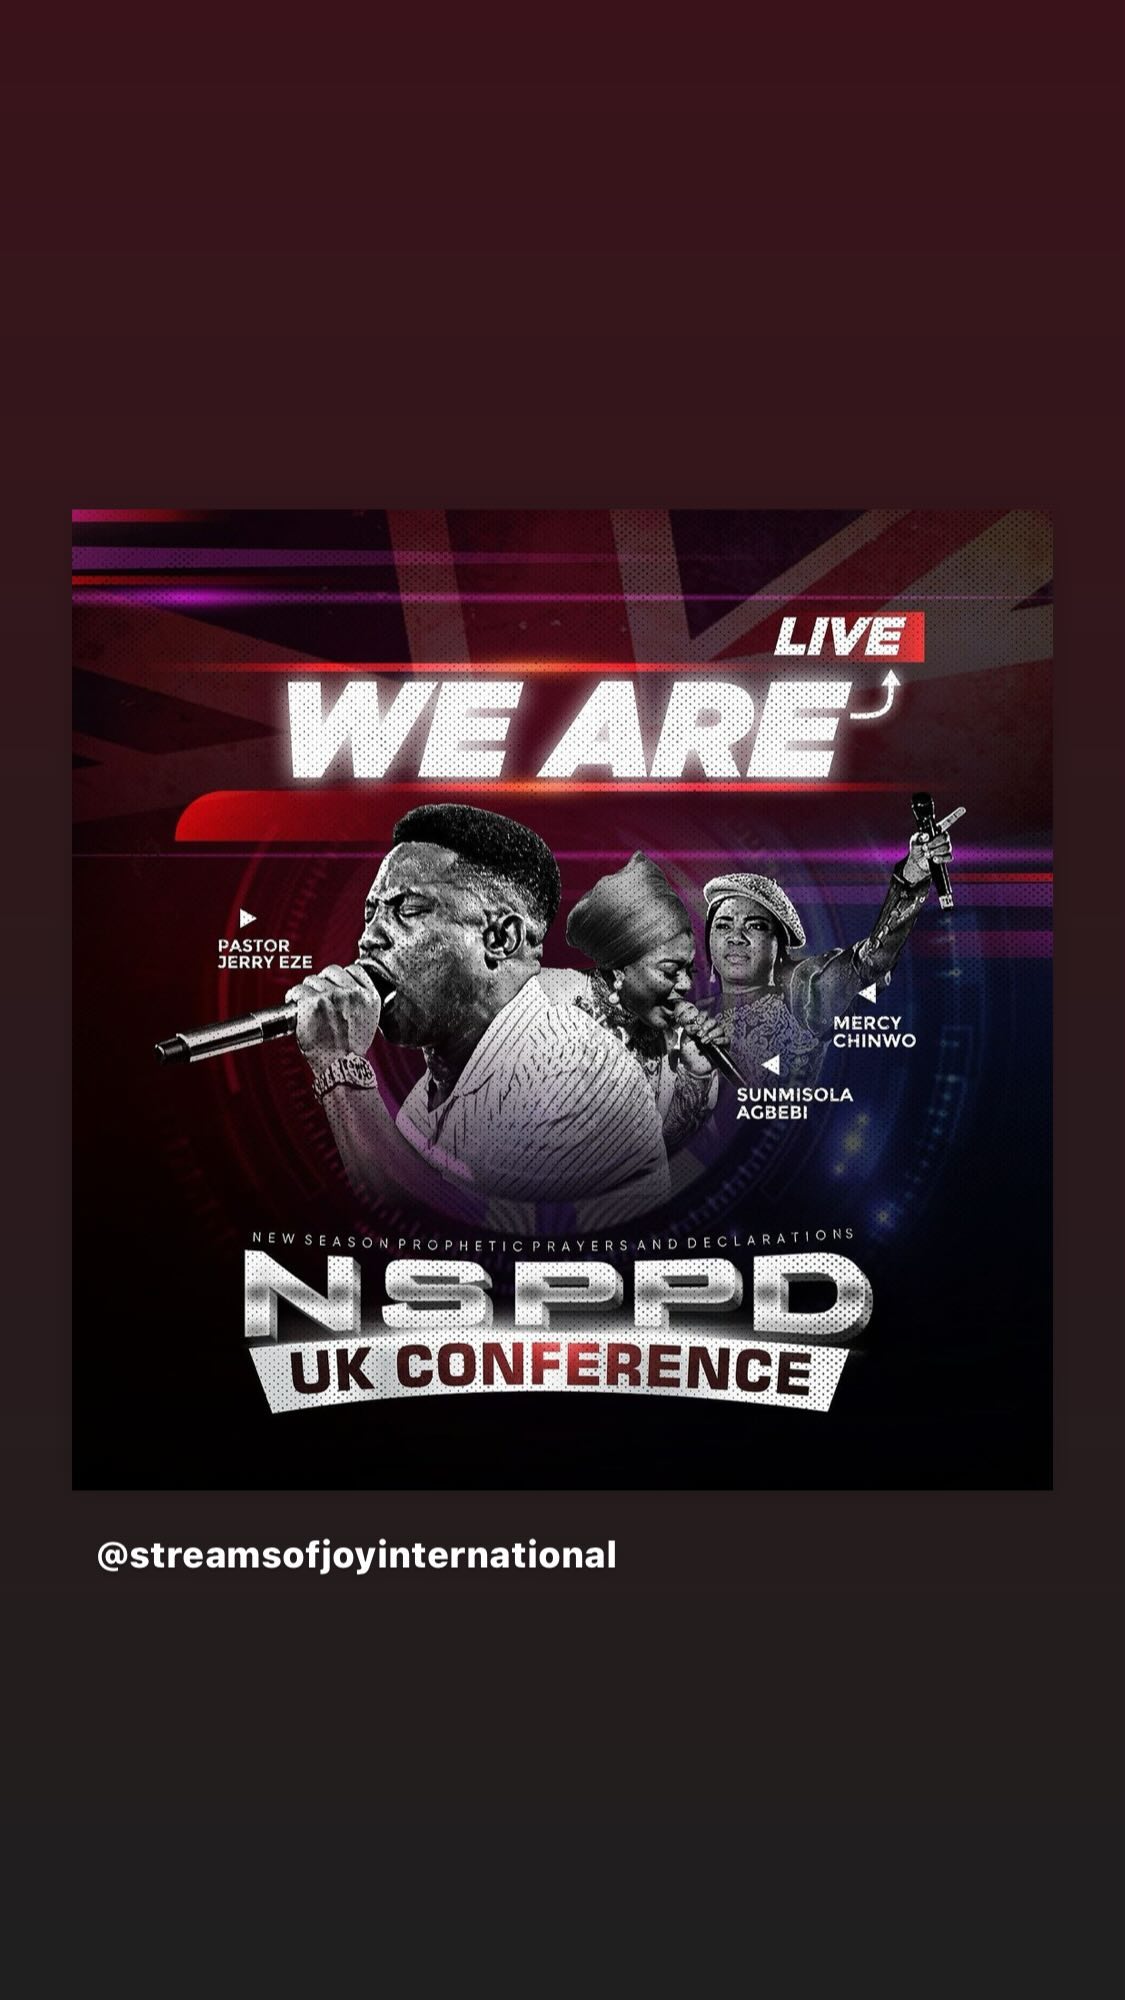 LIVE
WE ARE
PASTOR
JERRY EZE
MERCY
CHINWO
SUNMISOLA
AGBEBI
NEW SEASON PROPHETIC PRAYERS AND DECLARATIONS
NSPPD
UK CONFERENCE
@streamsofjoyinternational